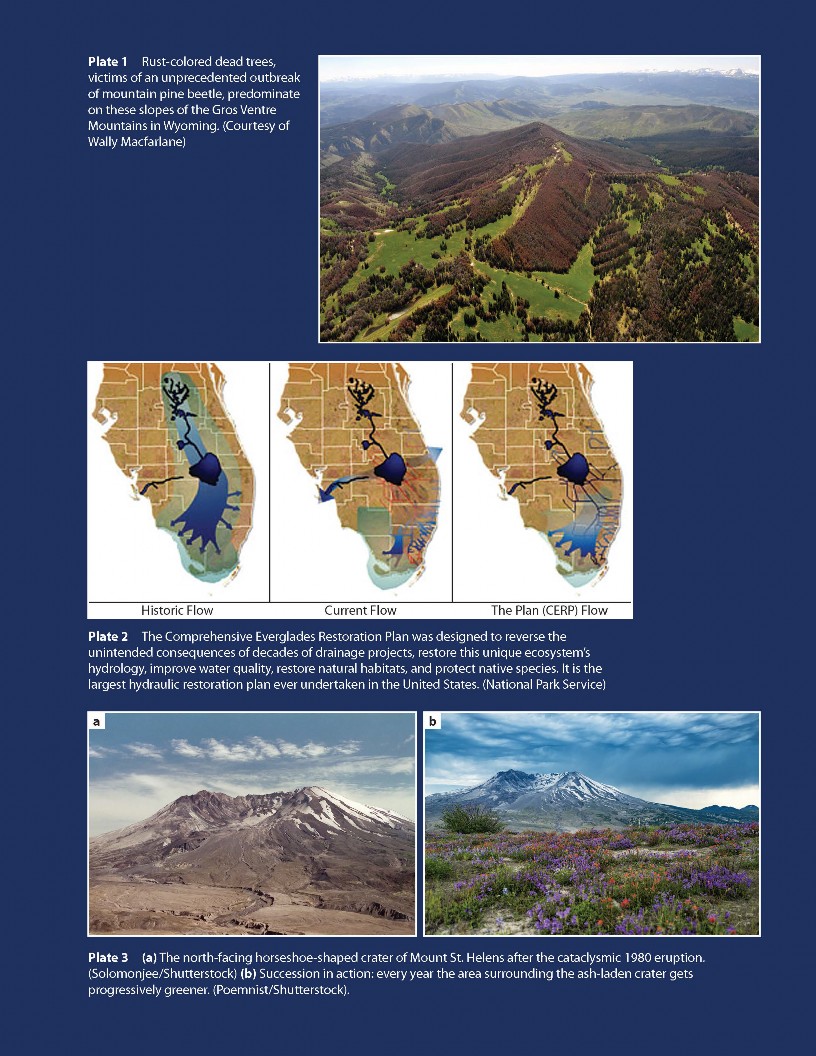 Plate 1 Rust-colored dead trees,
victims of an unprecedented outbreak
of mountain pine beetle, predominate
on these slopes of the Gros Ventre
Mountains in Wyoming. (Courtesy of
Wally Macfarlane)
Historic Flow
Current Flow
The Plan (CERP) Flow
Plate 2 The Comprehensive Everglades Restoration Plan was designed to reverse the
unintended consequences of decades of drainage projects, restore this unique ecosystem's
hydrology, improve water quality, restore natural habitats, and protect native species. It is the
largest hydraulic restoration plan ever undertaken in the United States. (National Park Service)
a
b
Plate 3 (a) The north-facing horseshoe-shaped crater of Mount St. Helens after the cataclysmic 1980 eruption.
(Solomonjee/Shutterstock) (b) Succession in action: every year the area surrounding the ash-laden crater gets
progressively greener. (Poemnist/Shutterstock).